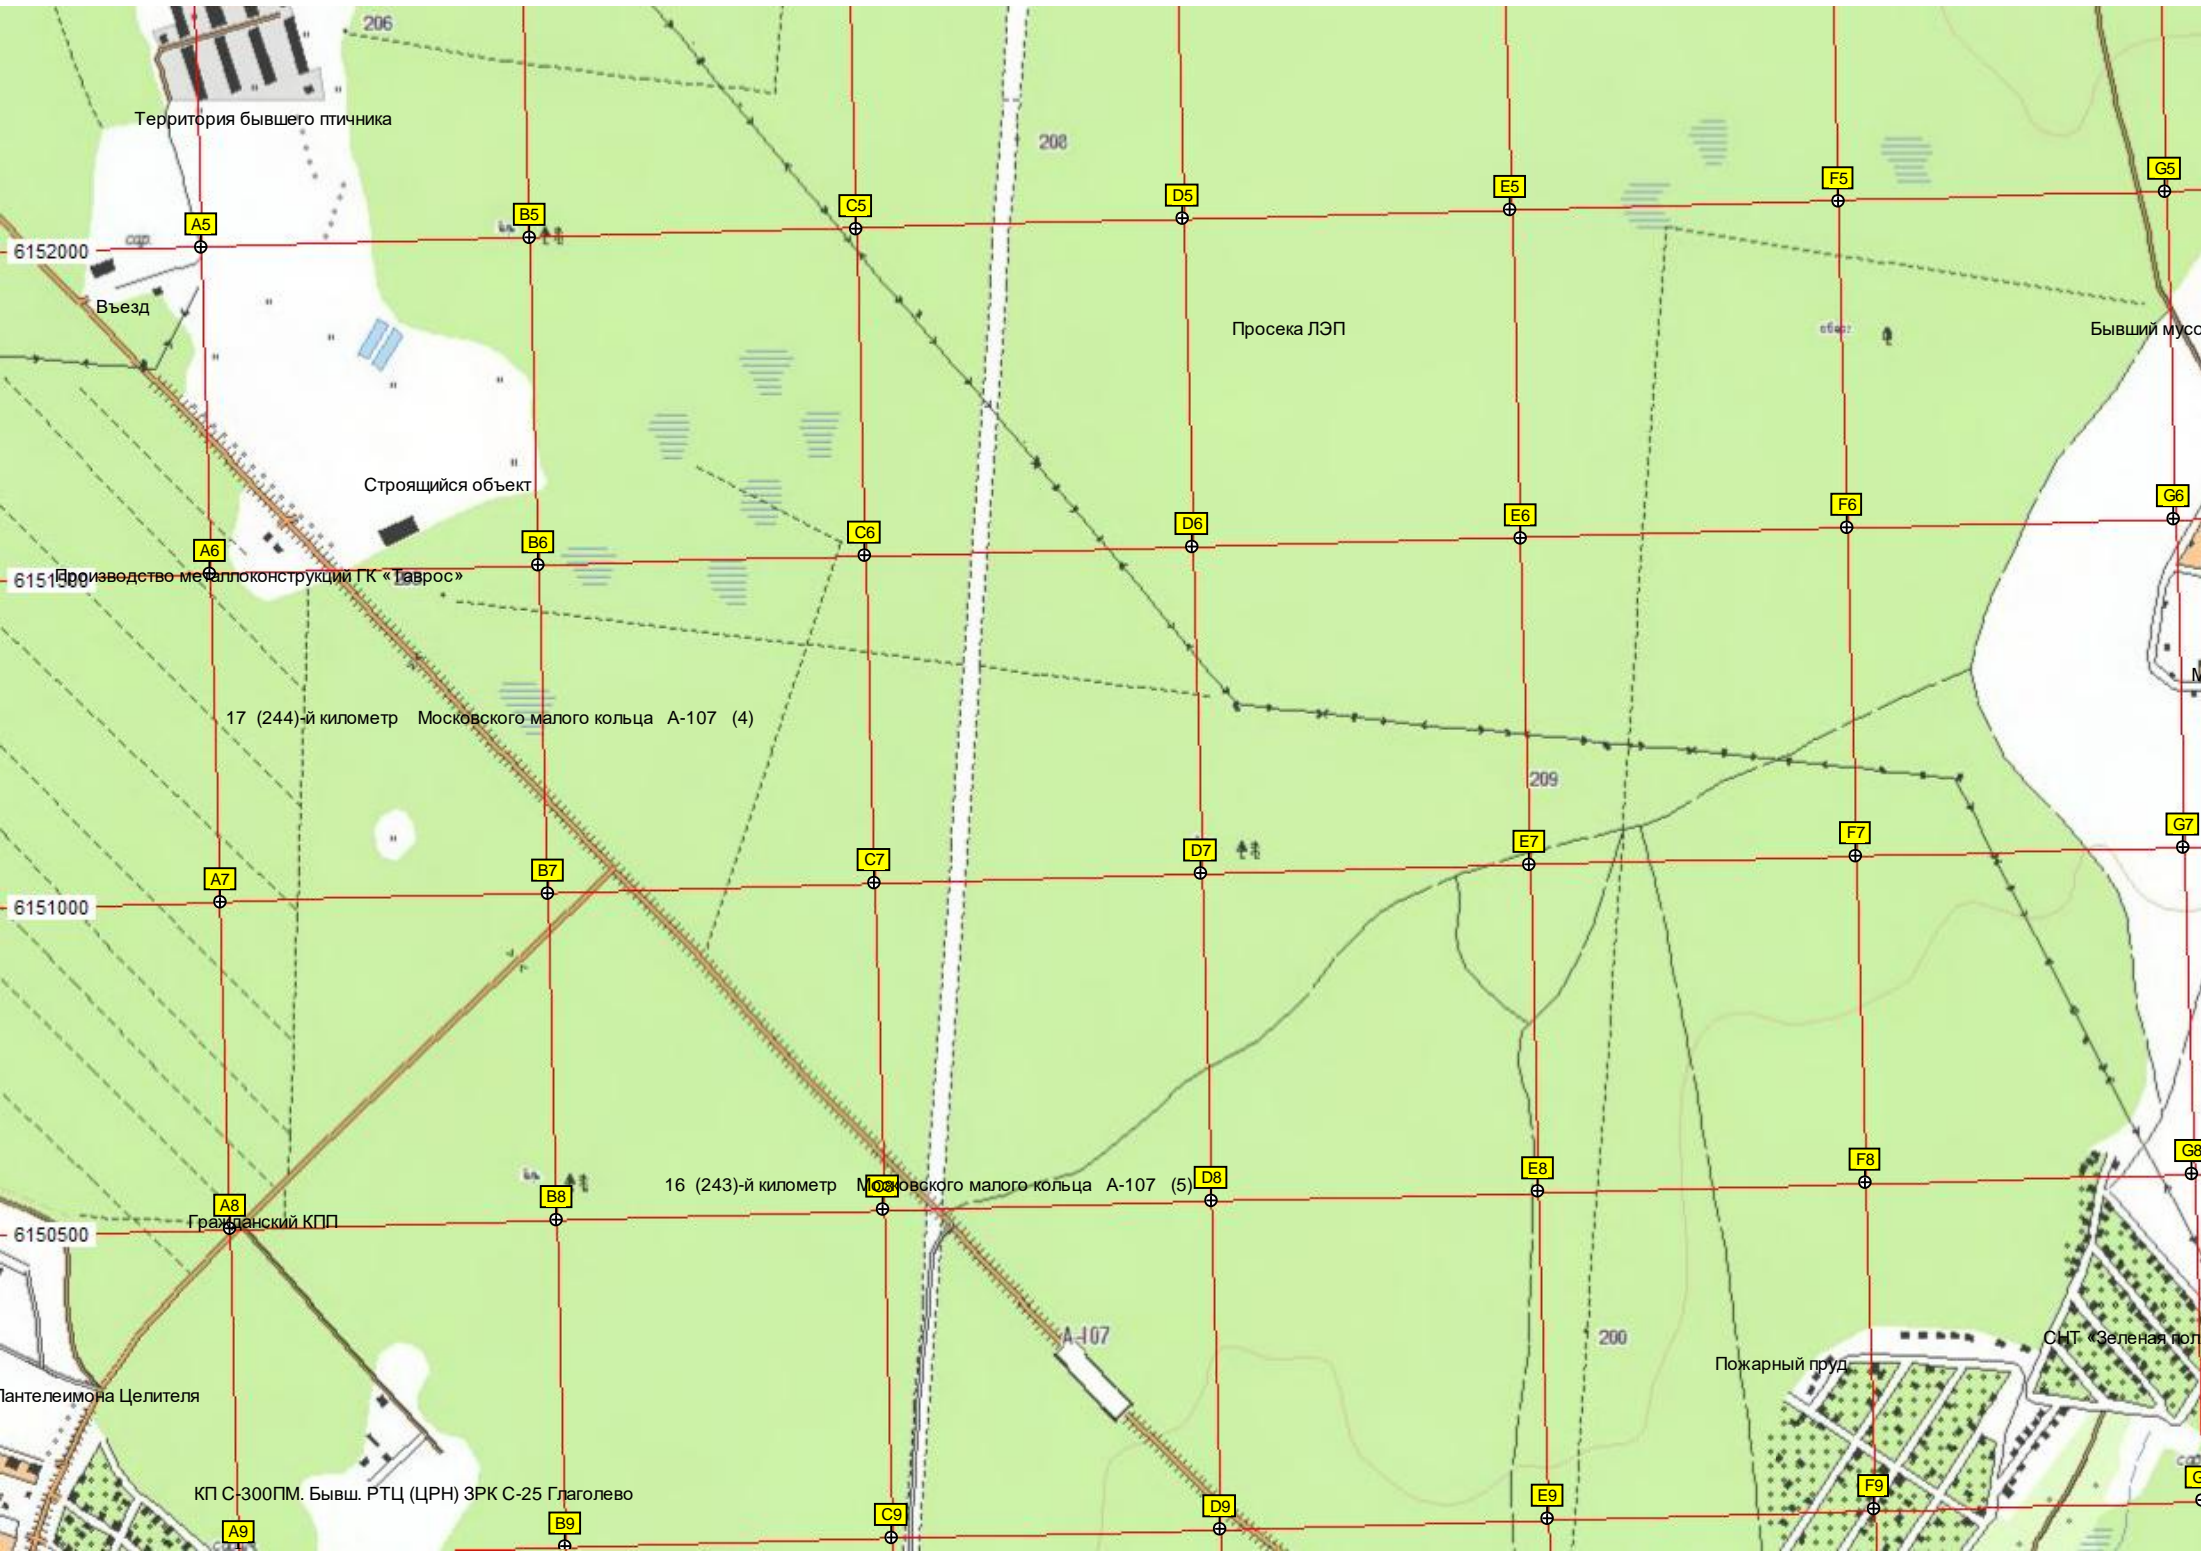 206
Территория бывшего птичника
208
A5
B5
C5
D5
E5
F5
G5
сар.
6152000
Въезд
Просека ЛЭП
Бывший мусо
Строящийся объект
A6
B6
C6
D6
E6
F6
G6
6151500
Производство металлоконструкций ГК «Таврос»
М
17 (244)-й километр Московского малого кольца А-107 (4)
209
A7
B7
C7
D7
E7
F7
G7
6151000
A8
B8
C8
D8
E8
F8
G8
16 (243)-й километр Московского малого кольца А-107 (5)
Гражданский КПП
6150500
А-107
200
СНТ «Зеленая пол
Пожарный пруд
Пантелеимона Целителя
КП С-300ПМ. Бывш. РТЦ (ЦРН) ЗРК С-25 Глаголево
A9
B9
C9
D9
E9
F9
G